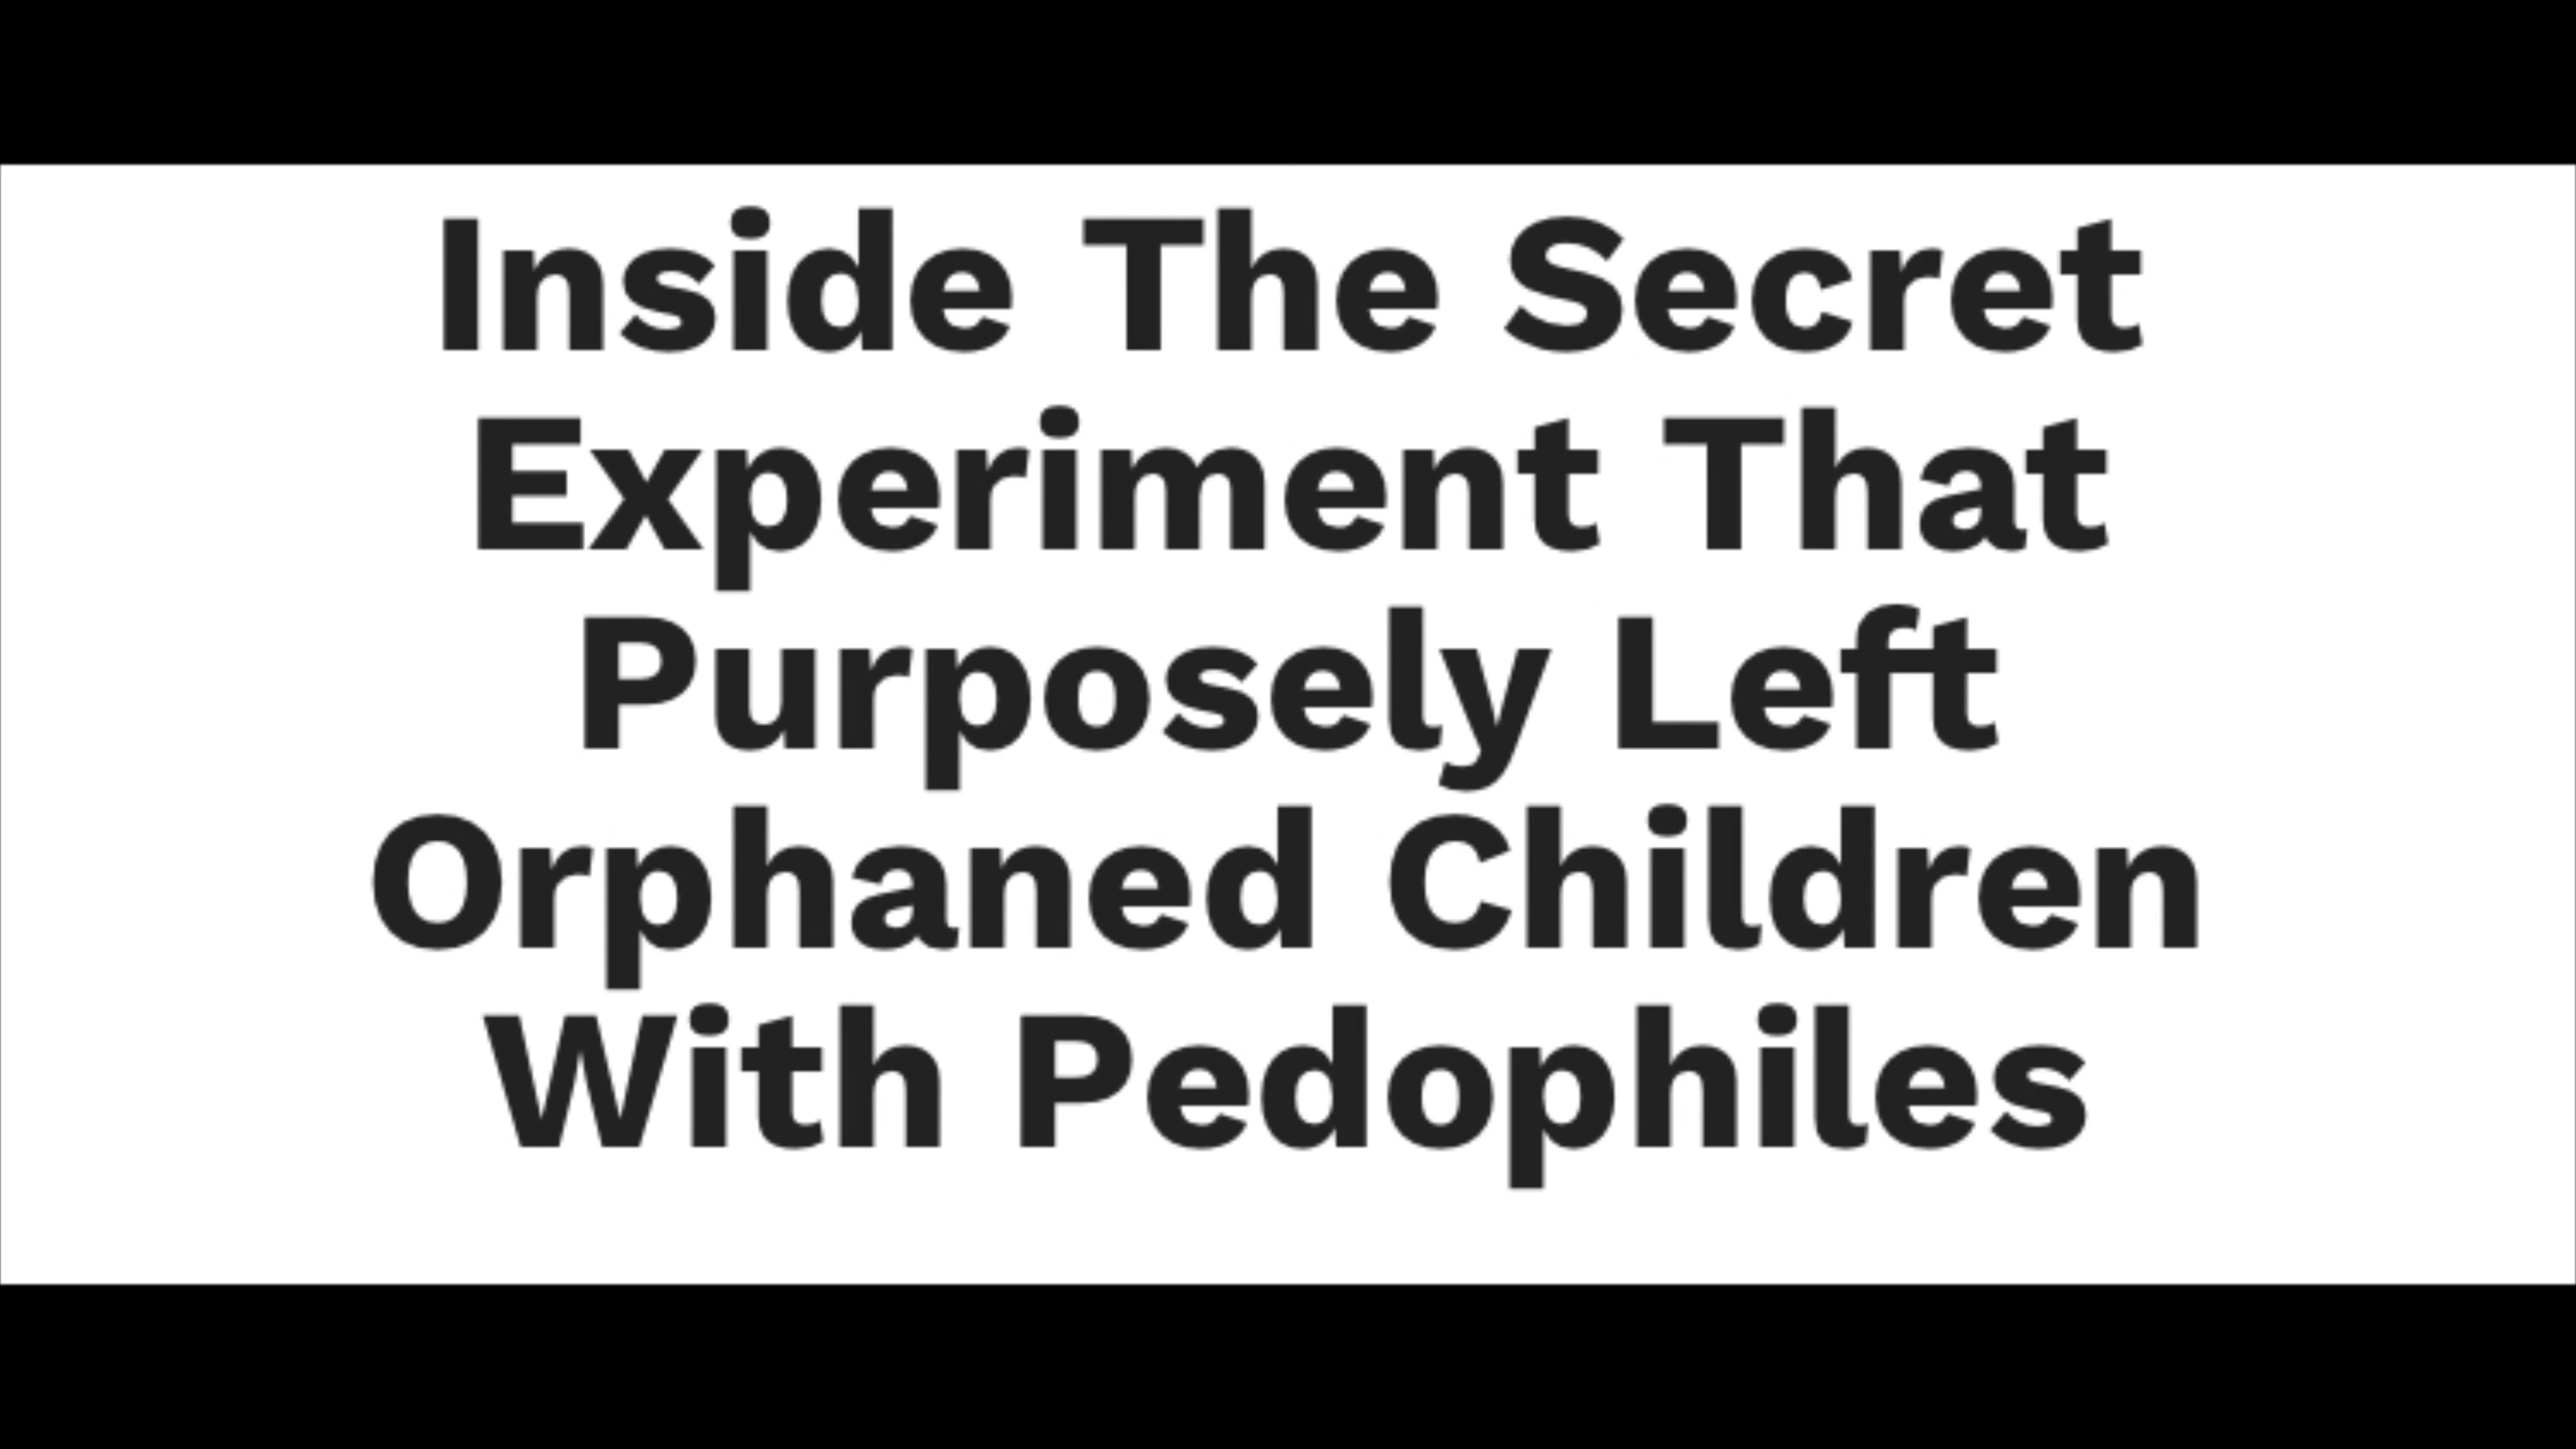 Inside The Secret
Experiment That
Purposely Left
Orphaned Children
With Pedophiles